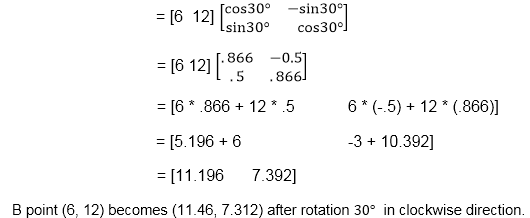 = [6 12] [cos30° −sin30°
sin30° cos30°]
= [6 12] [.866 −0.5
.5 .866]
= [6 * .866 + 12 * .5 6 * (-.5) + 12 * (.866)]
= [5.196 + 6 -3 + 10.392]
= [11.196 7.392]
B point (6, 12) becomes (11.46, 7.312) after rotation 30° in clockwise direction.